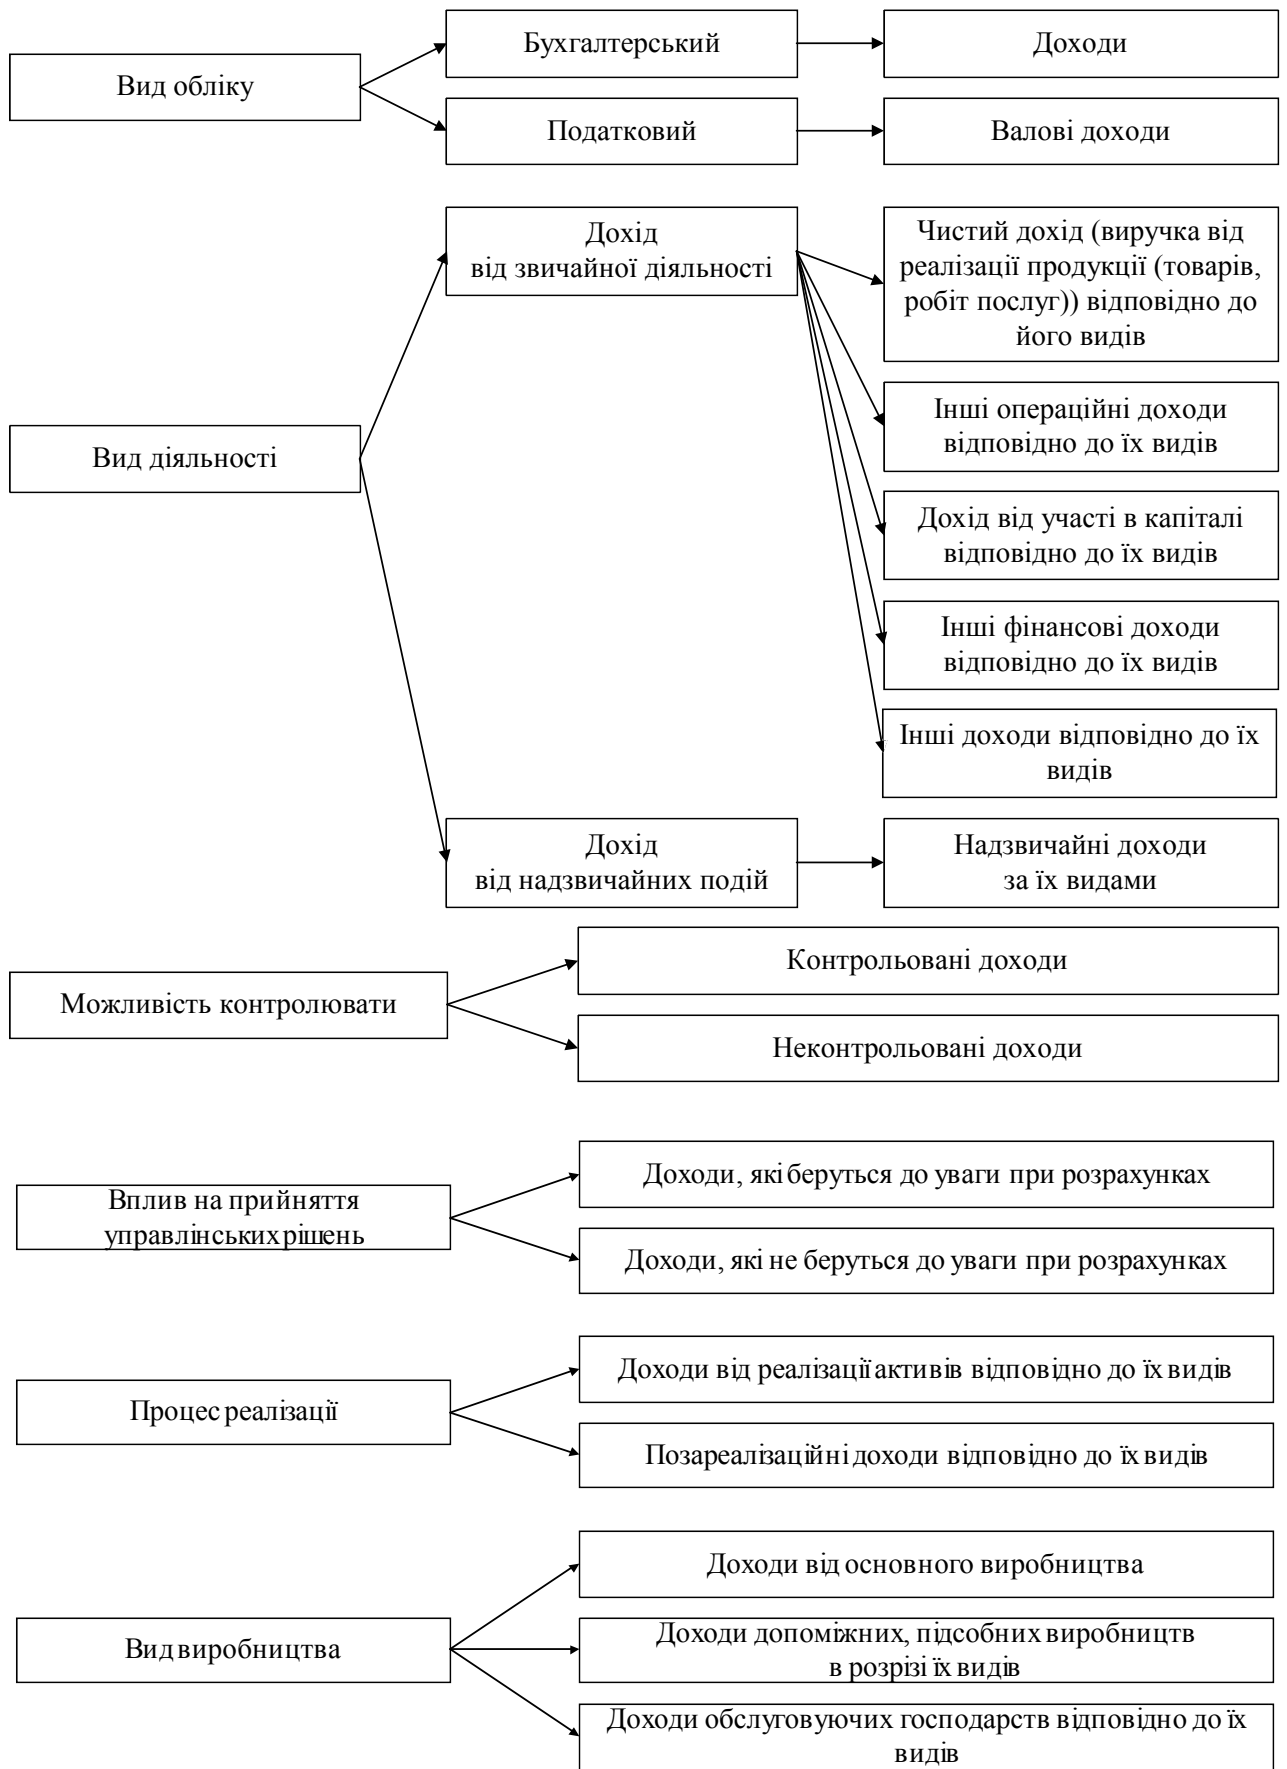 Вид обліку
Бухгалтерський
Доходи
Податковий
Валові доходи
Вид діяльності
Дохід
від звичайної діяльності
Чистий дохід (виручка від
реалізації продукції (товарів,
робіт послуг)) відповідно до
його видів
Інші операційні доходи
відповідно до їх видів
Дохід від участі в капіталі
відповідно до їх видів
Інші фінансові доходи
відповідно до їх видів
Інші доходи відповідно до їх
видів
Дохід
від надзвичайних подій
Надзвичайні доходи
за їх видами
Можливість контролювати
Контрольовані доходи
Неконтрольовані доходи
Вплив на прийняття
управлінських рішень
Доходи, які беруться до уваги при розрахунках
Доходи, які не беруться до уваги при розрахунках
Процес реалізації
Доходи від реалізації активів відповідно до їх видів
Позареалізаційні доходи відповідно до їх видів
Вид виробництва
Доходи від основного виробництва
Доходи допоміжних, підсобних виробництв
в розрізі їх видів
Доходи обслуговуючих господарств відповідно до їх
видів